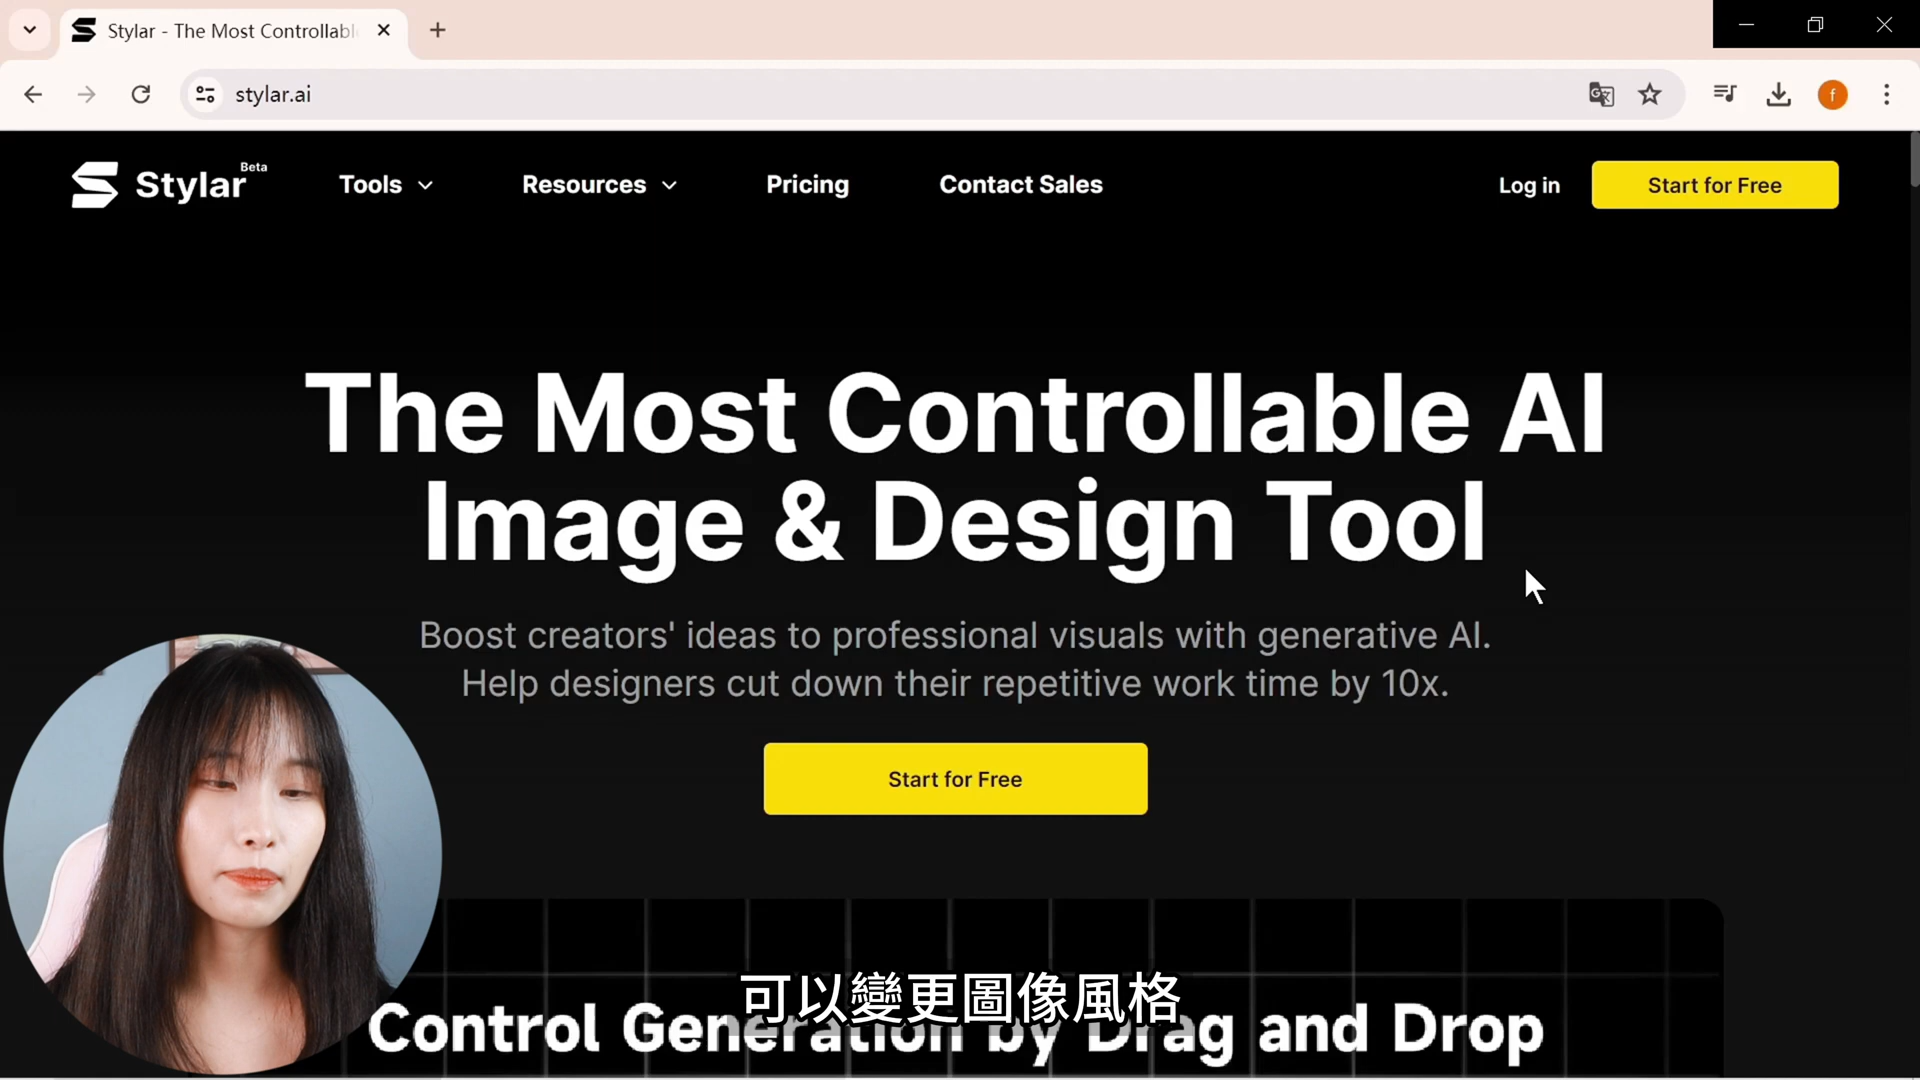 Stylar - The Most Controllabl
stylar.ai
f
Stylar Beta
Tools
Resources
Pricing
Contact Sales
Log in
Start for Free
The Most Controllable AI
Image & Design Tool
Boost creators' ideas to professional visuals with generative AI.
Help designers cut down their repetitive work time by 10x.
Start for Free
可以變更圖像風格
Control Generation by Drag and Drop